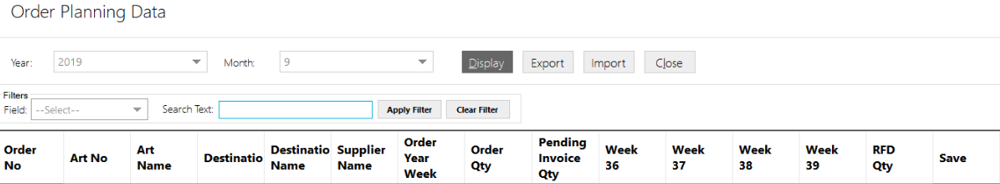 Order Planning Data
Year: 2019 Month: 9 Display Export Import Close
Filters
Field: --Select-- Search Text: Apply Filter Clear Filter
Order No Art No Art Name Destinatio Destinatio Name Supplier Name Order Year Week Order Qty Pending Invoice Qty Week 36 Week 37 Week 38 Week 39 RFD Qty Save